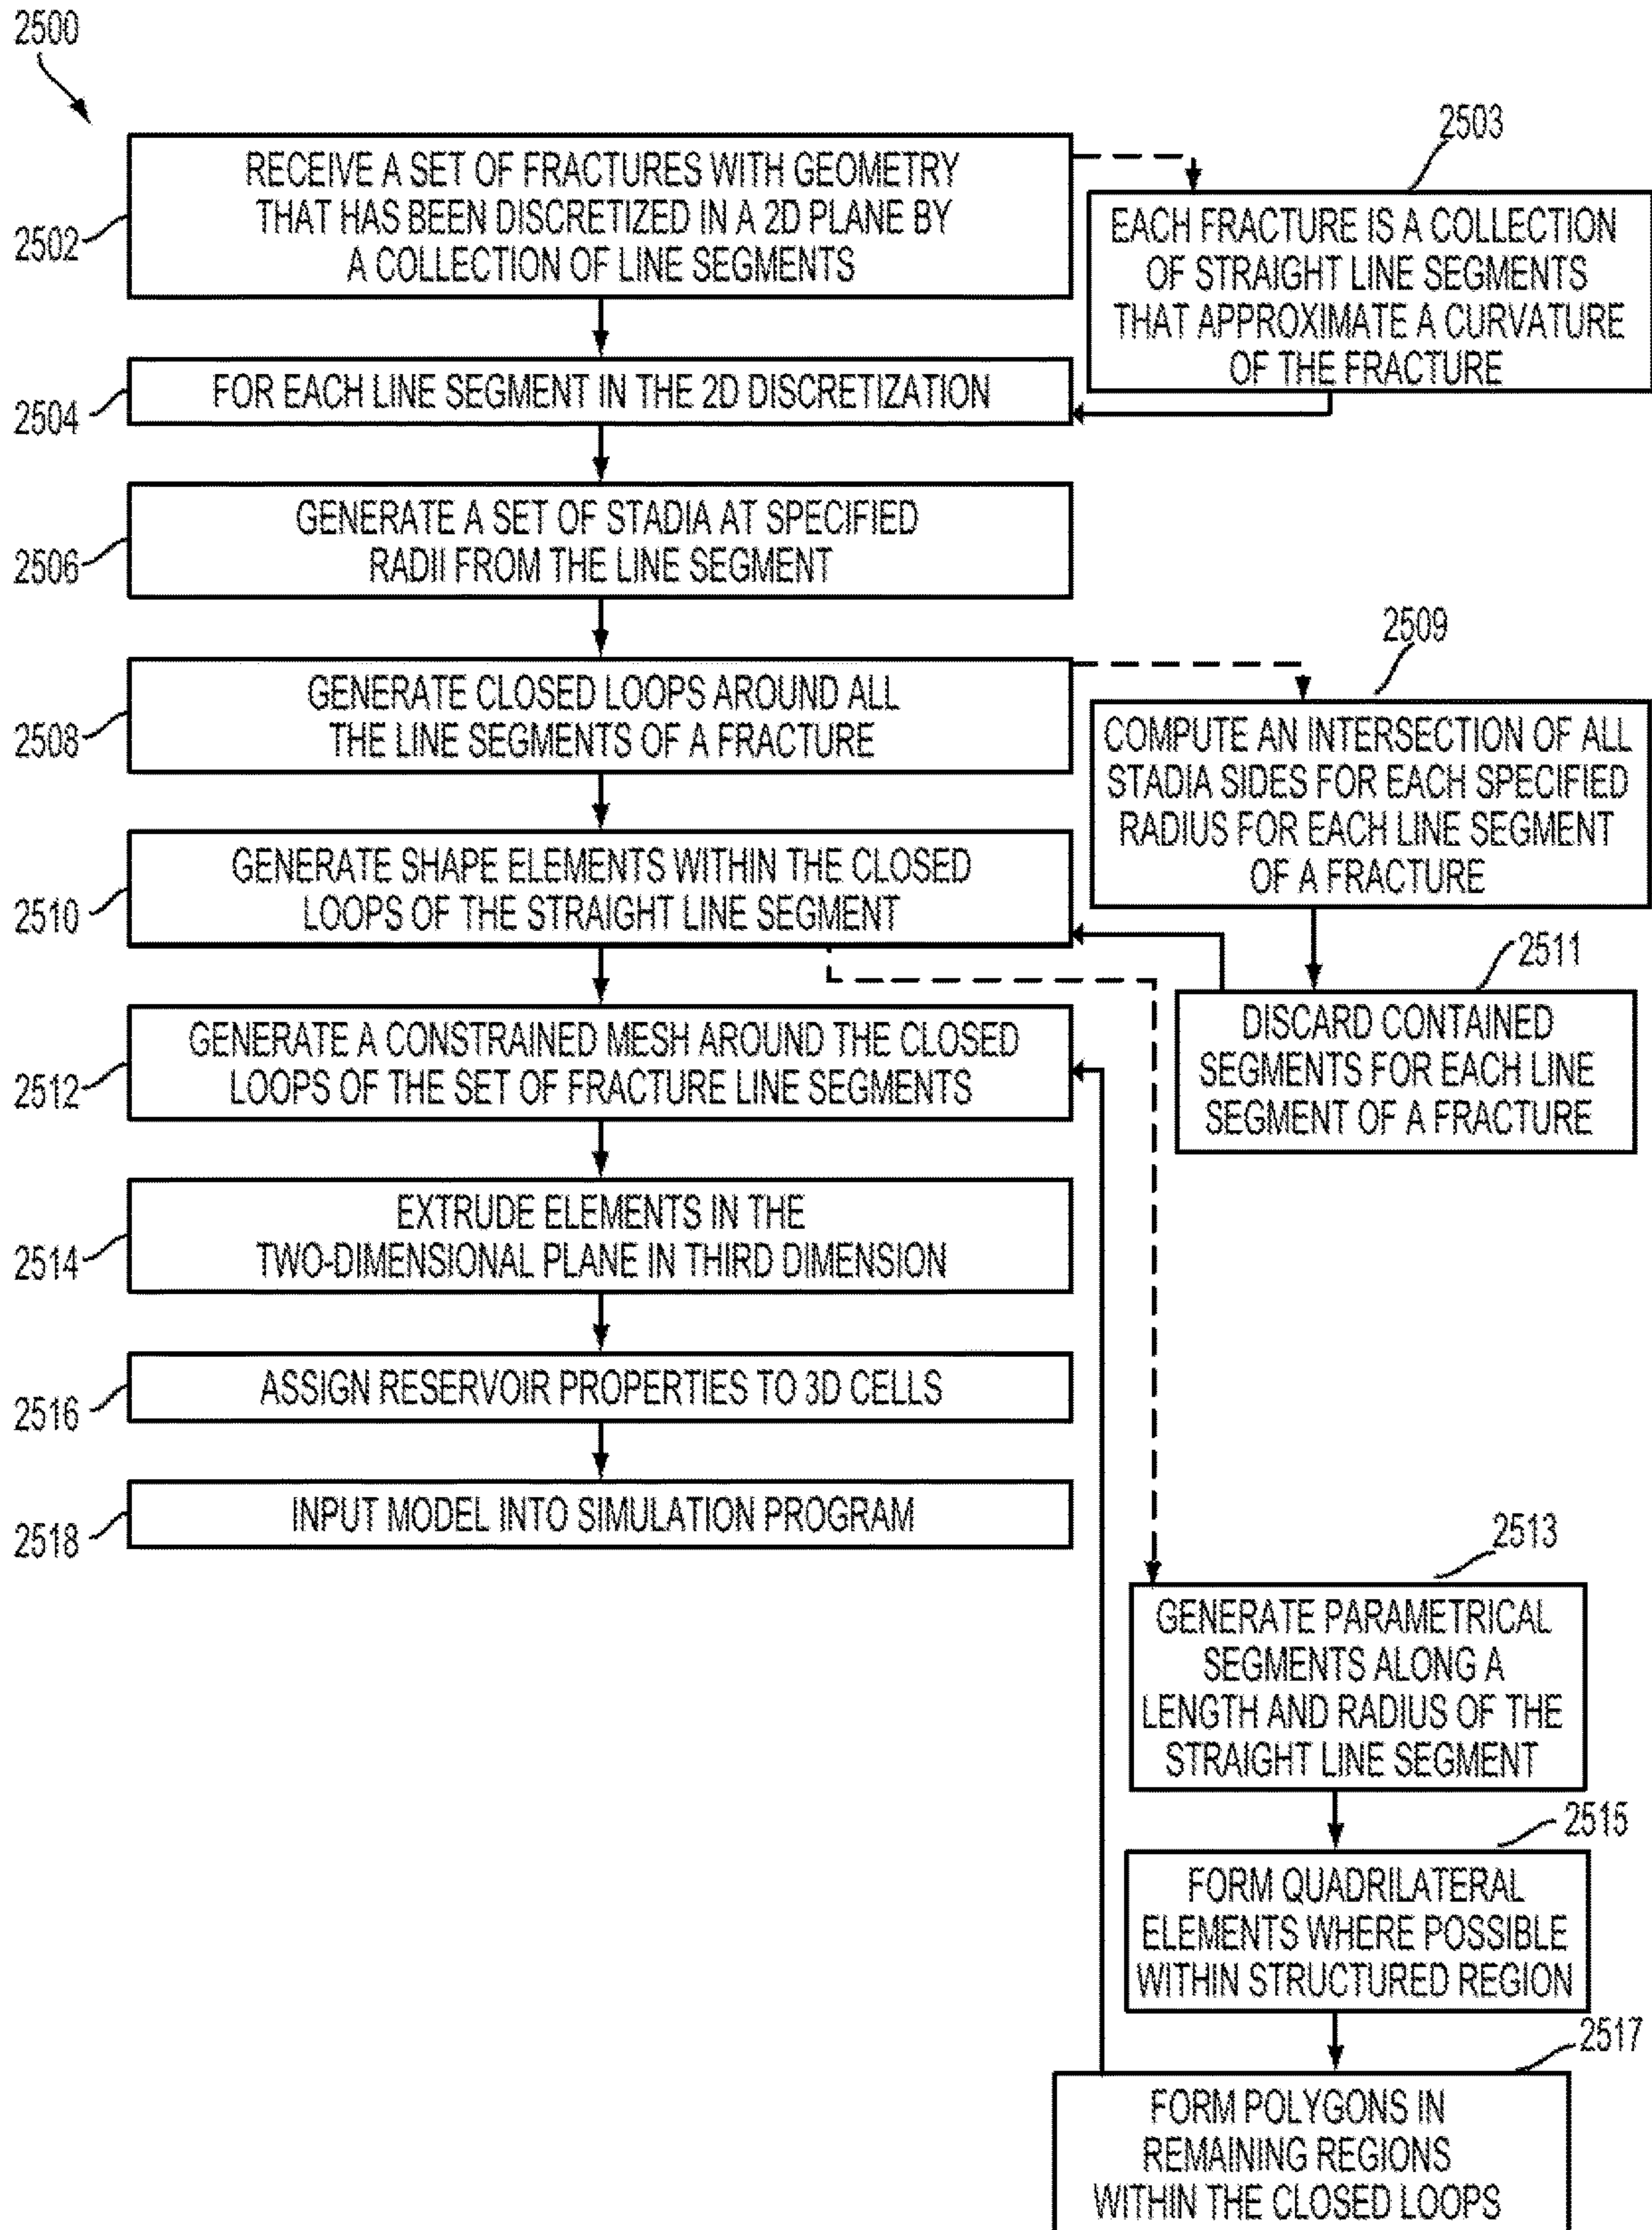 2500
2502
RECEIVE A SET OF FRACTURES WITH GEOMETRY
THAT HAS BEEN DISCRETIZED IN A 2D PLANE BY
A COLLECTION OF LINE SEGMENTS
2503
EACH FRACTURE IS A COLLECTION
OF STRAIGHT LINE SEGMENTS
THAT APPROXIMATE A CURVATURE
OF THE FRACTURE
2504
FOR EACH LINE SEGMENT IN THE 2D DISCRETIZATION
2506
GENERATE A SET OF STADIA AT SPECIFIED
RADII FROM THE LINE SEGMENT
2508
GENERATE CLOSED LOOPS AROUND ALL
THE LINE SEGMENTS OF A FRACTURE
2509
COMPUTE AN INTERSECTION OF ALL
STADIA SIDES FOR EACH SPECIFIED
RADIUS FOR EACH LINE SEGMENT
OF A FRACTURE
2510
GENERATE SHAPE ELEMENTS WITHIN THE CLOSED
LOOPS OF THE STRAIGHT LINE SEGMENT
2511
DISCARD CONTAINED
SEGMENTS FOR EACH LINE
SEGMENT OF A FRACTURE
2512
GENERATE A CONSTRAINED MESH AROUND THE CLOSED
LOOPS OF THE SET OF FRACTURE LINE SEGMENTS
2514
EXTRUDE ELEMENTS IN THE
TWO-DIMENSIONAL PLANE IN THIRD DIMENSION
2516
ASSIGN RESERVOIR PROPERTIES TO 3D CELLS
2518
INPUT MODEL INTO SIMULATION PROGRAM
2513
GENERATE PARAMETRICAL
SEGMENTS ALONG A
LENGTH AND RADIUS OF THE
STRAIGHT LINE SEGMENT
2515
FORM QUADRILATERAL
ELEMENTS WHERE POSSIBLE
WITHIN STRUCTURED REGION
2517
FORM POLYGONS IN
REMAINING REGIONS
WITHIN THE CLOSED LOOPS